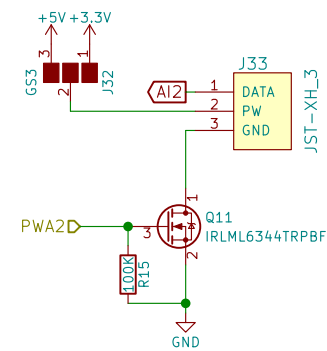 +5V +3.3V
3
1
GS3
2
J32
J33
AI2
1 DATA
2 PW
3 GND
JST-XH_3
1
Q11
PWA2
3
IRLML6344TRPBF
2
100K
R15
GND